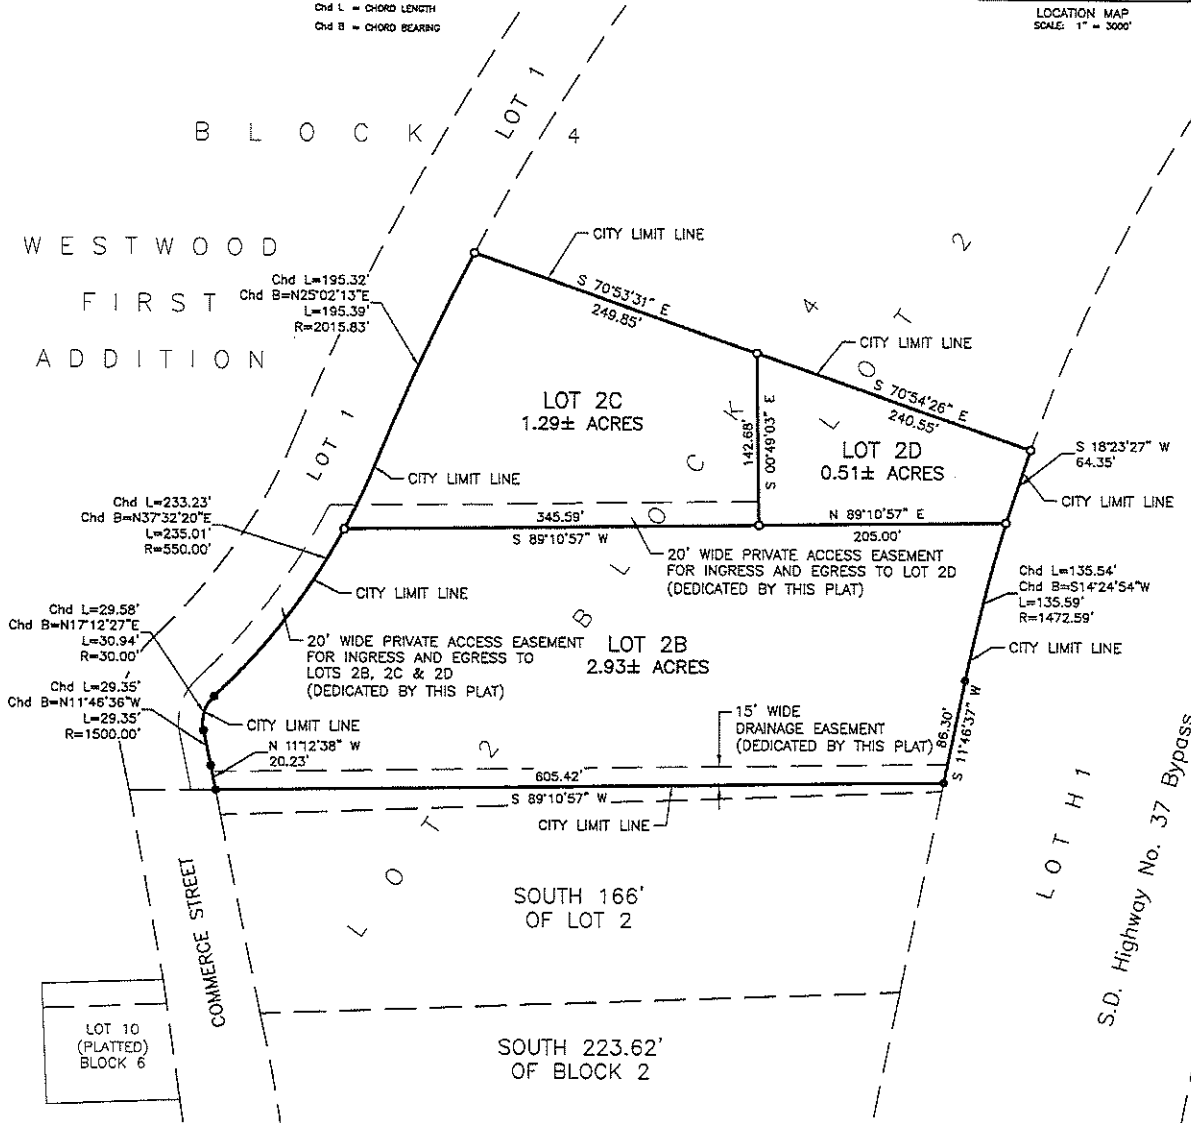 Chd L = CHORD LENGTH
Chd B = CHORD BEARING
LOCATION MAP
SCALE: 1" = 3000'
BLOCK 4
LOT 1
WESTWOOD
FIRST
ADDITION
CITY LIMIT LINE
Chd L=195.32'
Chd B=N25°02'13"E
L=195.39'
R=2015.83'
S 70°53'31" E
249.85'
CITY LIMIT LINE
S 70°54'26" E
240.55'
LOT 2C
1.29± ACRES
142.68'
S 00°49'03" E
LOT 2D
0.51± ACRES
S 18°23'27" W
64.35'
CITY LIMIT LINE
LOT 1
CITY LIMIT LINE
BLOCK 4
LOT 2
Chd L=233.23'
Chd B=N37°32'20"E
L=235.01'
R=550.00'
345.59'
S 89°10'57" W
N 89°10'57" E
205.00'
20' WIDE PRIVATE ACCESS EASEMENT
FOR INGRESS AND EGRESS TO LOT 2D
(DEDICATED BY THIS PLAT)
Chd L=135.54'
Chd B=S14°24'54"W
L=135.59'
R=1472.59'
CITY LIMIT LINE
CITY LIMIT LINE
Chd L=29.58'
Chd B=N17°12'27"E
L=30.94'
R=30.00'
20' WIDE PRIVATE ACCESS EASEMENT
FOR INGRESS AND EGRESS TO
LOTS 2B, 2C & 2D
(DEDICATED BY THIS PLAT)
LOT 2B
2.93± ACRES
Chd L=29.35'
Chd B=N11°46'36"W
L=29.35'
R=1500.00'
CITY LIMIT LINE
N 11°12'38" W
20.23'
15' WIDE
DRAINAGE EASEMENT
(DEDICATED BY THIS PLAT)
86.30'
S 11°46'37" W
605.42'
S 89°10'57" W
CITY LIMIT LINE
LOT 2
LOT H1
S.D. Highway No. 37 Bypass
COMMERCE STREET
SOUTH 166'
OF LOT 2
LOT 10
(PLATTED)
BLOCK 6
SOUTH 223.62'
OF BLOCK 2